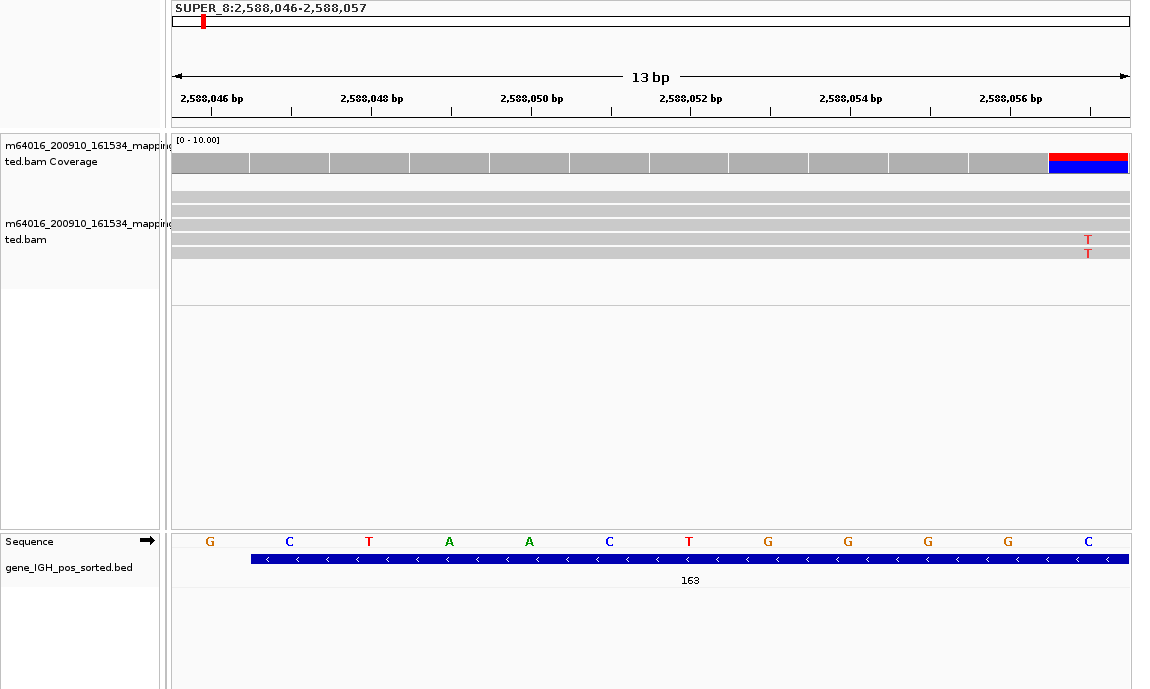 SUPER_8:2,588,046-2,588,057
13 bp
2,588,046 bp 2,588,048 bp 2,588,050 bp 2,588,052 bp 2,588,054 bp 2,588,056 bp
[0 - 10.00]
m64016_200910_161534_mapping
ted.bam Coverage
m64016_200910_161534_mapping
ted.bam
T
T
Sequence G C T A A C T G G G G C
gene_IGH_pos_sorted.bed
163